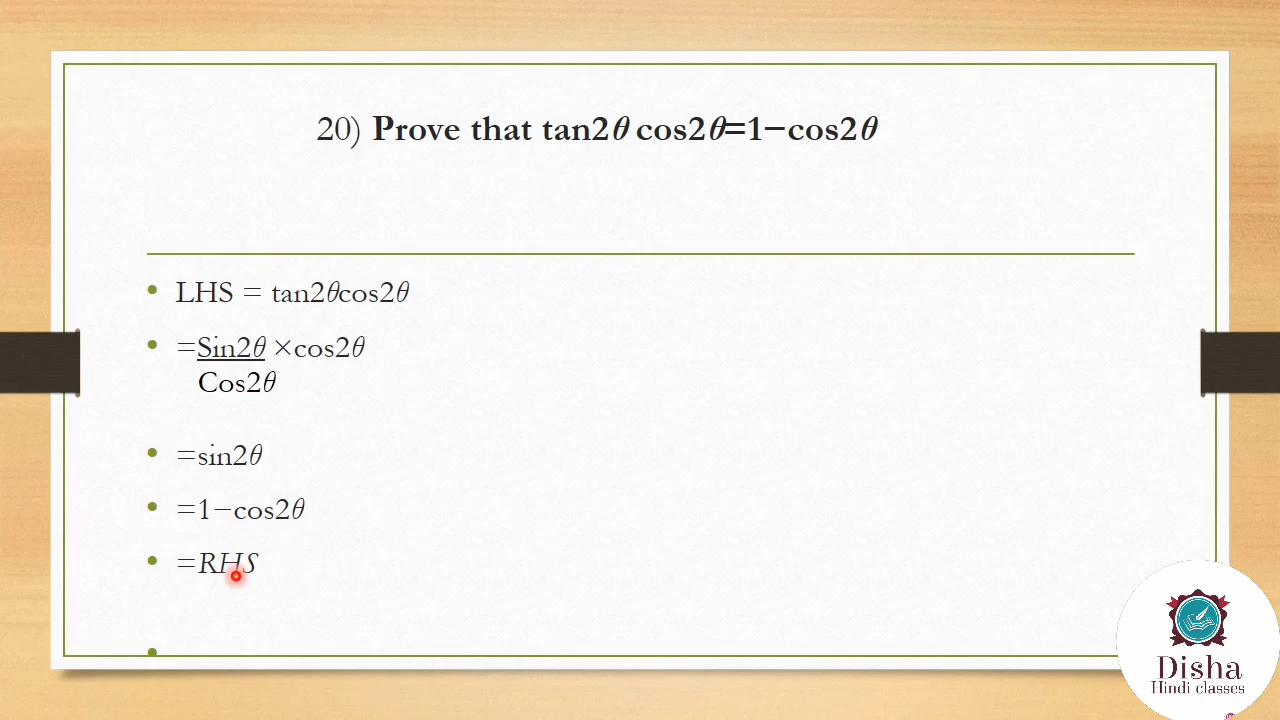 20) Prove that tan2θ cos2θ=1−cos2θ
• LHS = tan2θcos2θ
• =Sin2θ ×cos2θ
Cos2θ
• =sin2θ
• =1−cos2θ
• =RHS
•
Disha
Hindi classes